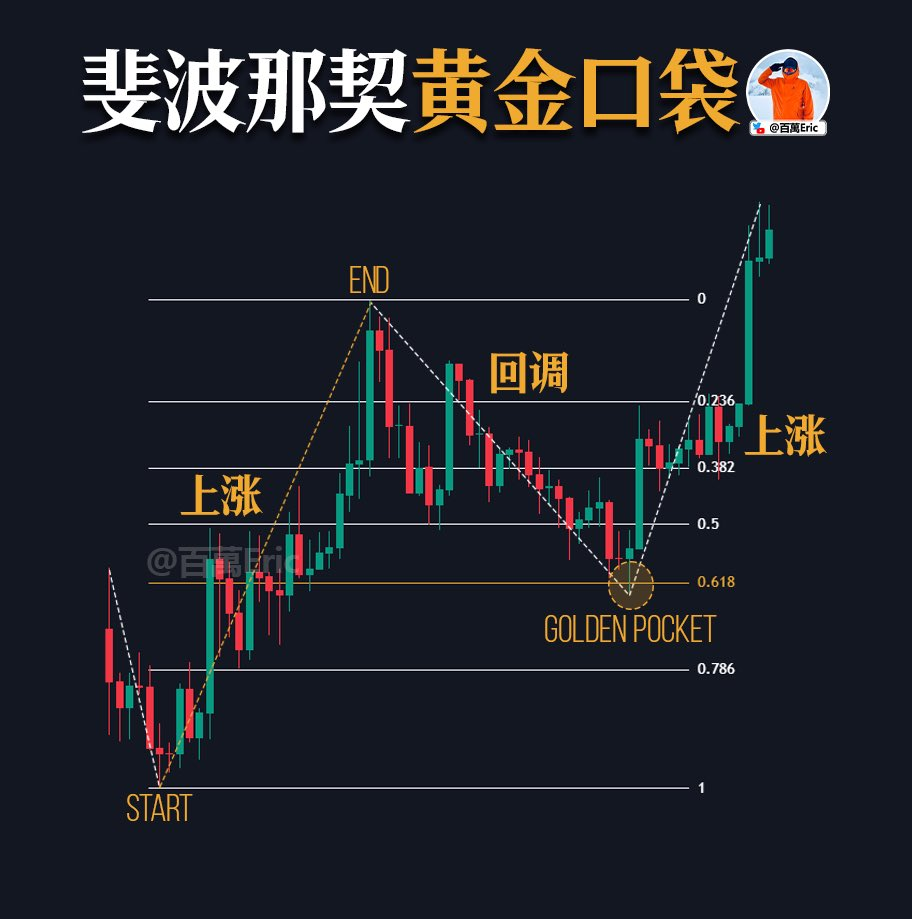 斐波那契黄金口袋
@百萬Eric
END
0
回调
0.236
上涨
0.382
上涨
0.5
@百萬Eric
0.618
GOLDEN POCKET
0.786
1
START